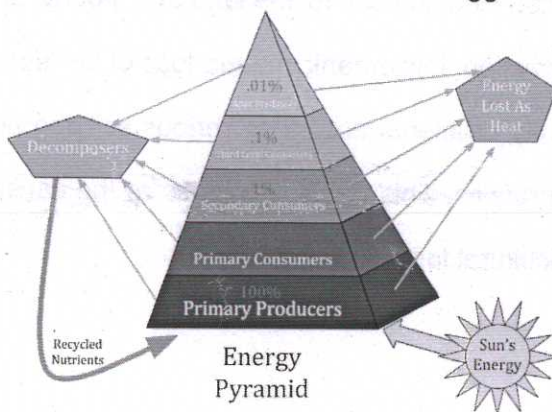 .01%
.1%
1%
Secondary Consumers
Primary Consumers
100%
Primary Producers
Decomposers
Energy
Lost As
Heat
Recycled
Nutrients
Energy
Pyramid
Sun's
Energy